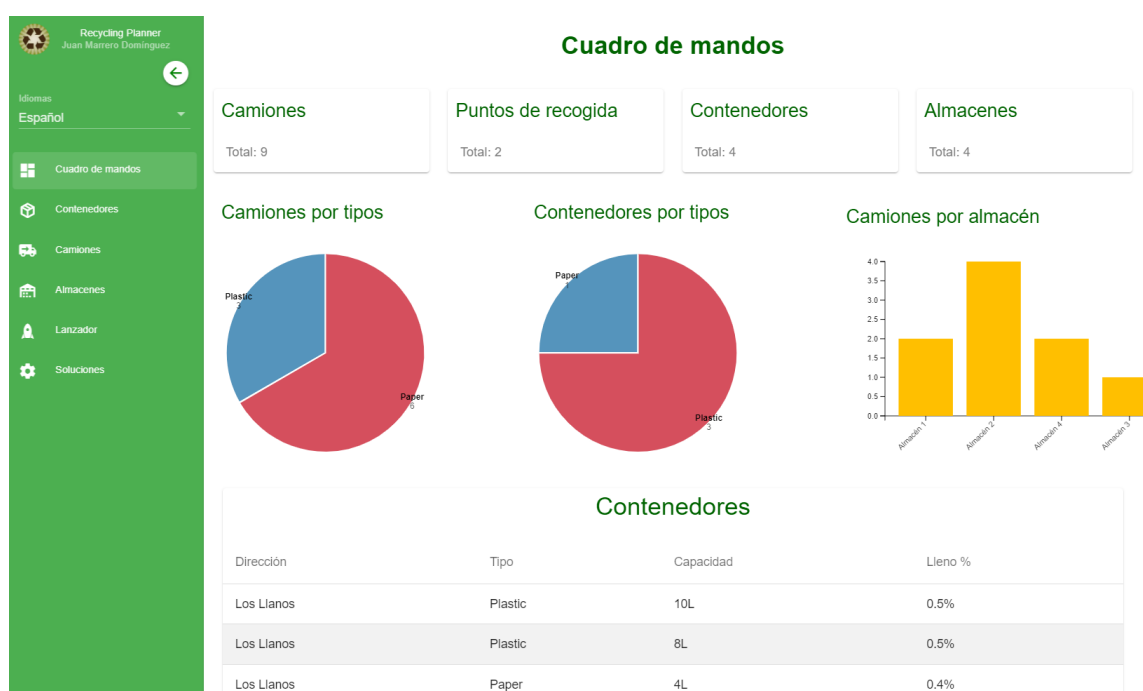 Recycling Planner
Juan Marrero Domínguez
Idiomas
Español
Cuadro de mandos
Contenedores
Camiones
Almacenes
Lanzador
Soluciones
Cuadro de mandos
Camiones
Total: 9
Puntos de recogida
Total: 2
Contenedores
Total: 4
Almacenes
Total: 4
Camiones por tipos
Plastic
3
Paper
6
Contenedores por tipos
Paper
1
Plastic
3
Camiones por almacén
4.0
3.5
3.0
2.5
2.0
1.5
1.0
0.5
0.0
Almacén 1
Almacén 2
Almacén 4
Almacén 3
Contenedores
Dirección Tipo Capacidad Lleno %
Los Llanos Plastic 10L 0.5%
Los Llanos Plastic 8L 0.5%
Los Llanos Paper 4L 0.4%